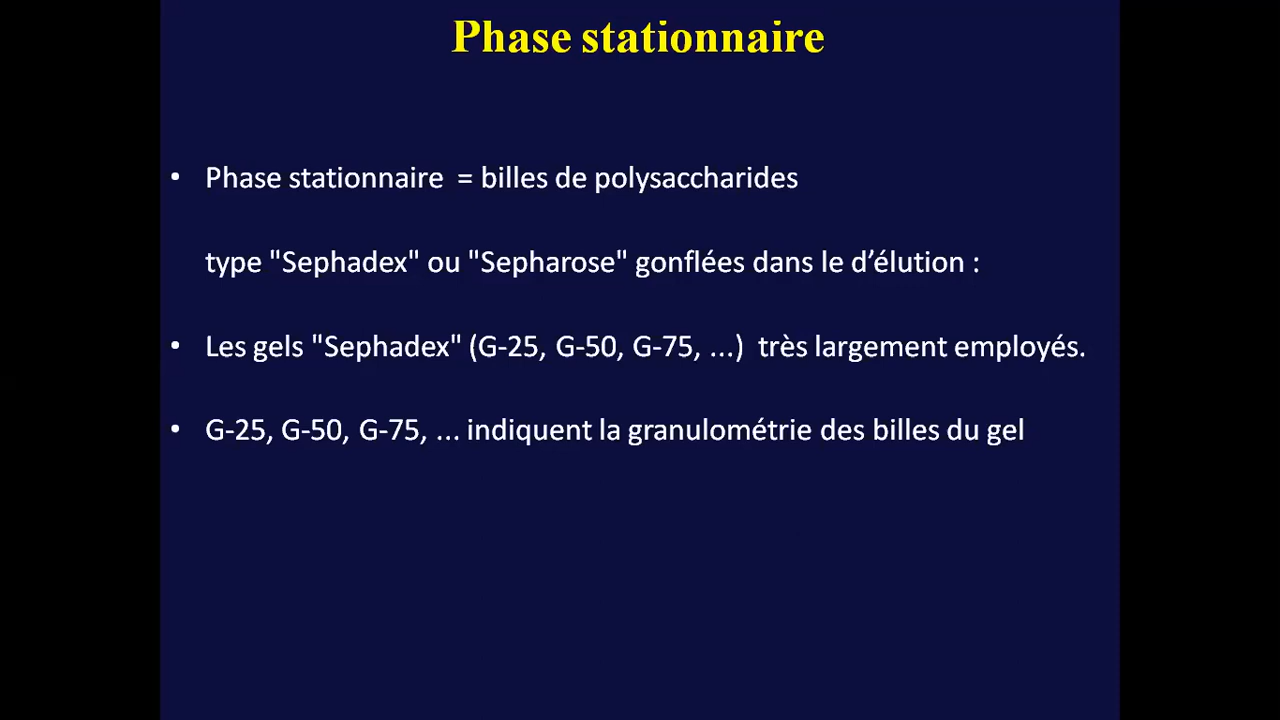 Phase stationnaire
• Phase stationnaire = billes de polysaccharides
type "Sephadex" ou "Sepharose" gonflées dans le d’élution :
• Les gels "Sephadex" (G-25, G-50, G-75, ...) très largement employés.
• G-25, G-50, G-75, ... indiquent la granulométrie des billes du gel